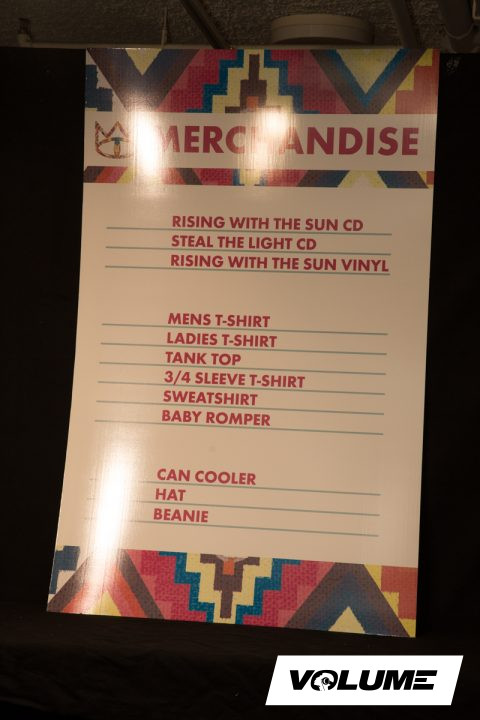 MERCHANDISE
RISING WITH THE SUN CD
STEAL THE LIGHT CD
RISING WITH THE SUN VINYL
MENS T-SHIRT
LADIES T-SHIRT
TANK TOP
3/4 SLEEVE T-SHIRT
SWEATSHIRT
BABY ROMPER
CAN COOLER
HAT
BEANIE
VOLUME